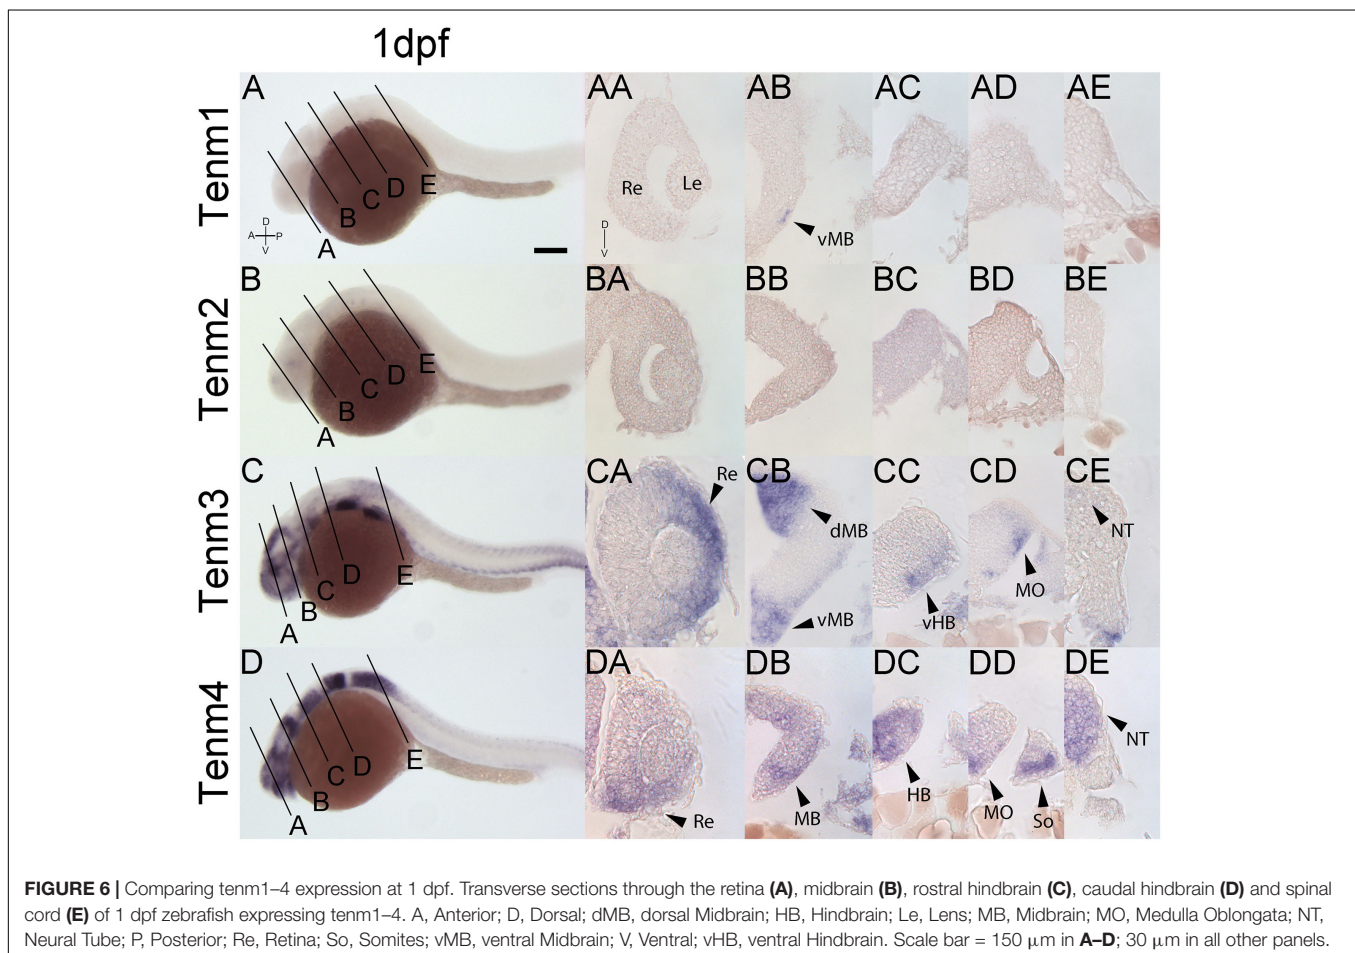 1dpf
Tenm1
A
A
B
C
D
E
D
A P
V
AA
Re
Le
D
V
AB
vMB
AC
AD
AE
Tenm2
B
A
B
C
D
E
BA
BB
BC
BD
BE
Tenm3
C
A
B
C
D
E
CA
Re
CB
dMB
vMB
CC
vHB
CD
MO
CE
NT
Tenm4
D
A
B
C
D
E
DA
Re
DB
MB
DC
HB
DD
MO
So
DE
NT
FIGURE 6 | Comparing tenm1–4 expression at 1 dpf. Transverse sections through the retina (A), midbrain (B), rostral hindbrain (C), caudal hindbrain (D) and spinal
cord (E) of 1 dpf zebrafish expressing tenm1–4. A, Anterior; D, Dorsal; dMB, dorsal Midbrain; HB, Hindbrain; Le, Lens; MB, Midbrain; MO, Medulla Oblongata; NT,
Neural Tube; P, Posterior; Re, Retina; So, Somites; vMB, ventral Midbrain; V, Ventral; vHB, ventral Hindbrain. Scale bar = 150 μm in A–D; 30 μm in all other panels.